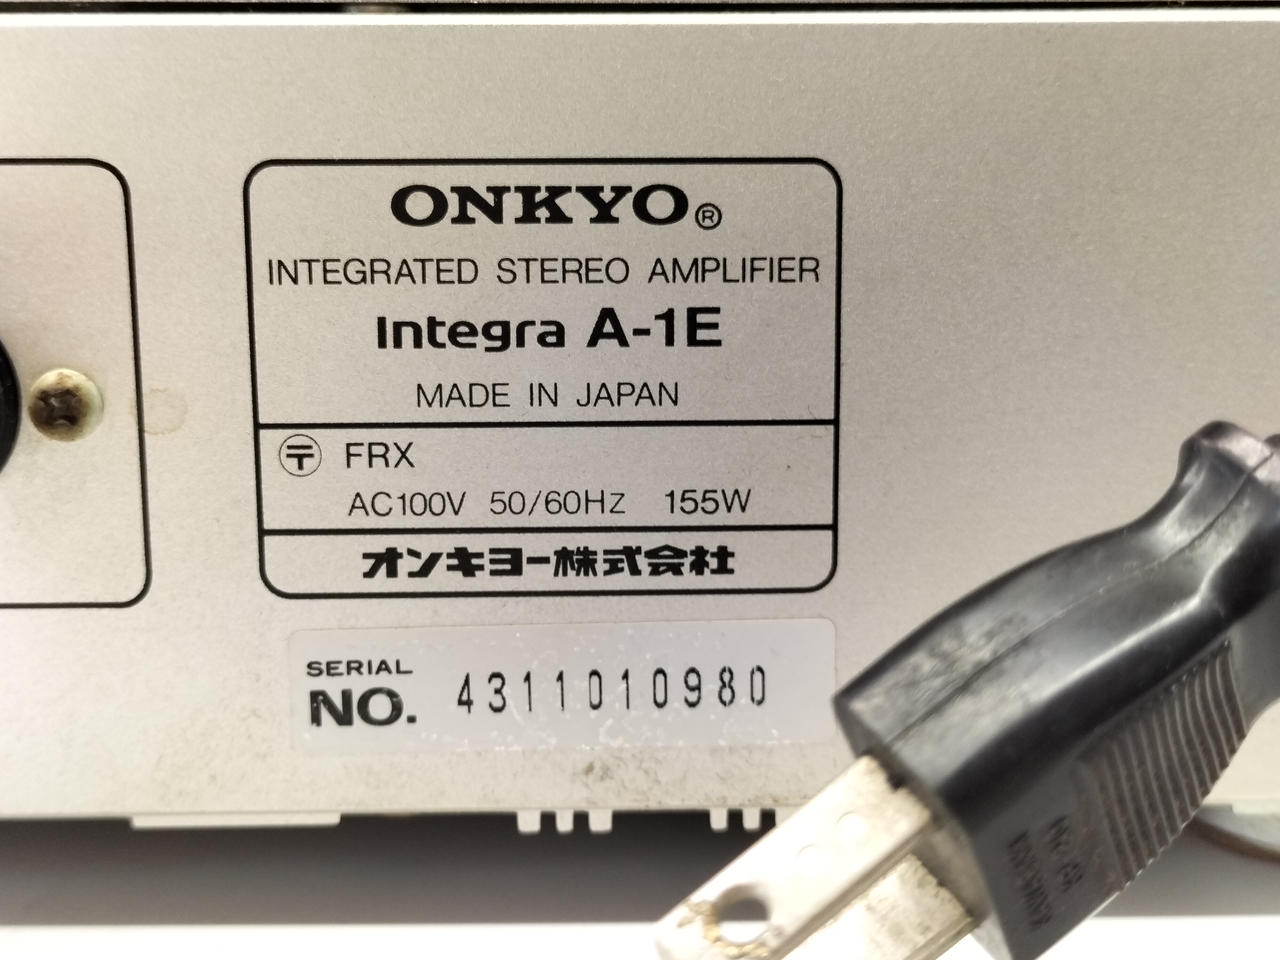 ONKYO®
INTEGRATED STEREO AMPLIFIER
Integra A-1E
MADE IN JAPAN
〒 FRX
AC100V 50/60Hz 155W
オンキヨー株式会社
SERIAL
NO. 4311010980